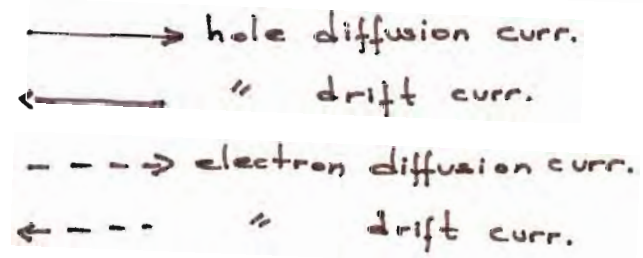 hole diffusion curr.
" drift curr.
electron diffusion curr.
" drift curr.